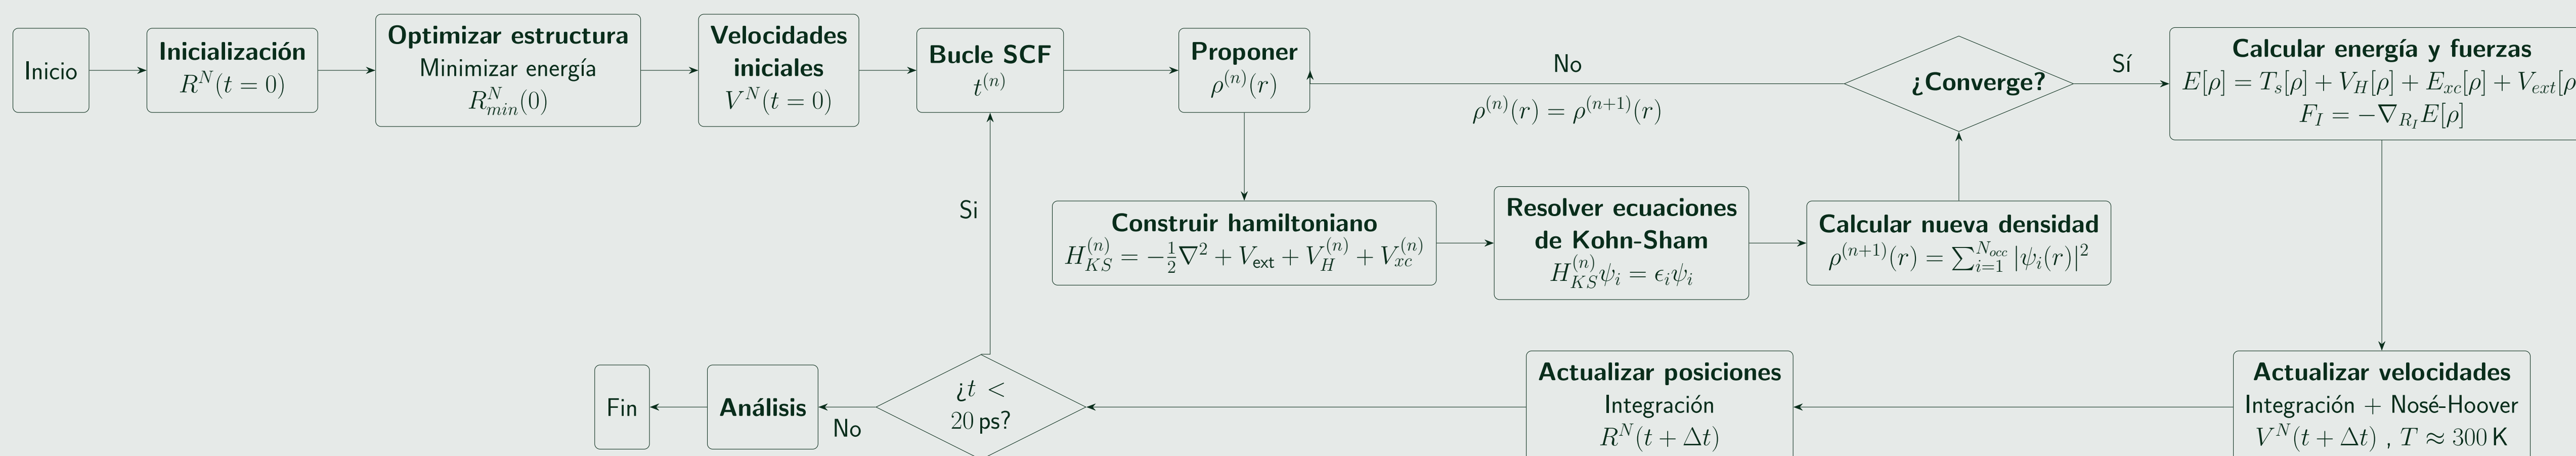 Inicio
Inicialización
R^N(t = 0)
Optimizar estructura
Minimizar energía
R^N_{min}(0)
Velocidades
iniciales
V^N(t = 0)
Bucle SCF
t^{(n)}
Proponer
ρ^{(n)}(r)
No
ρ^{(n)}(r) = ρ^{(n+1)}(r)
¿Converge?
Sí
Calcular energía y fuerzas
E[ρ] = T_s[ρ] + V_H[ρ] + E_{xc}[ρ] + V_{ext}[ρ
F_I = −∇_{R_I} E[ρ]
Si
Construir hamiltoniano
H^{(n)}_{KS} = −\frac{1}{2}∇^2 + V_{ext} + V^{(n)}_H + V^{(n)}_{xc}
Resolver ecuaciones
de Kohn-Sham
H^{(n)}_{KS} ψ_i = ϵ_i ψ_i
Calcular nueva densidad
ρ^{(n+1)}(r) = ∑^{N_{occ}}_{i=1} |ψ_i(r)|^2
Fin
Análisis
No
¿t <
20 ps?
Actualizar posiciones
Integración
R^N(t + Δt)
Actualizar velocidades
Integración + Nosé-Hoover
V^N(t + Δt) , T ≈ 300 K